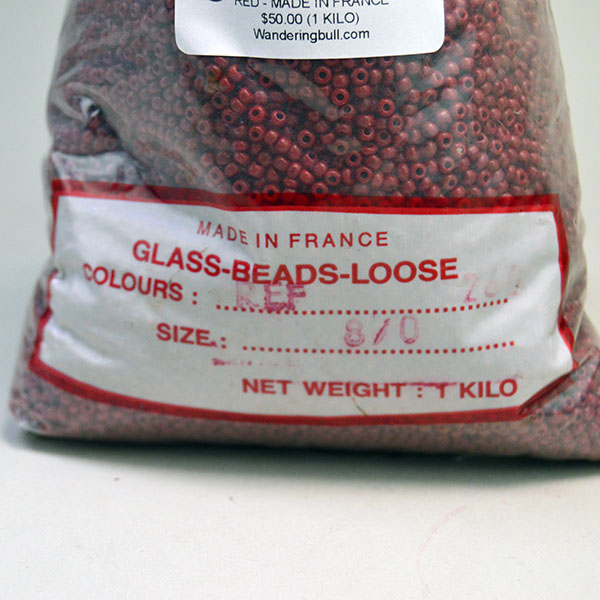 RED - MADE IN FRANCE
$50.00 (1 KILO)
Wanderingbull.com
MADE IN FRANCE
GLASS-BEADS-LOOSE
COLOURS : REF
SIZE : 8/0
NET WEIGHT : 1 KILO